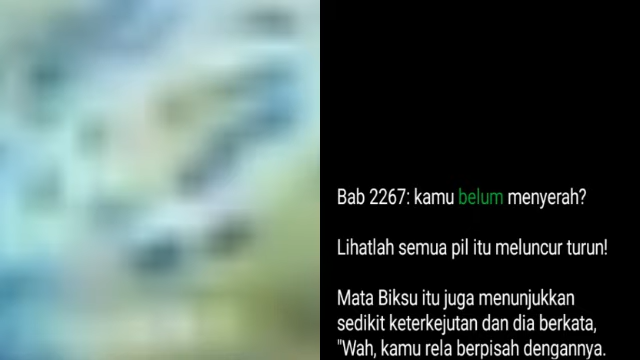 Bab 2267: kamu belum menyerah?
Lihatlah semua pil itu meluncur turun!
Mata Biksu itu juga menunjukkan
sedikit keterkejutan dan dia berkata,
"Wah, kamu rela berpisah dengannya.